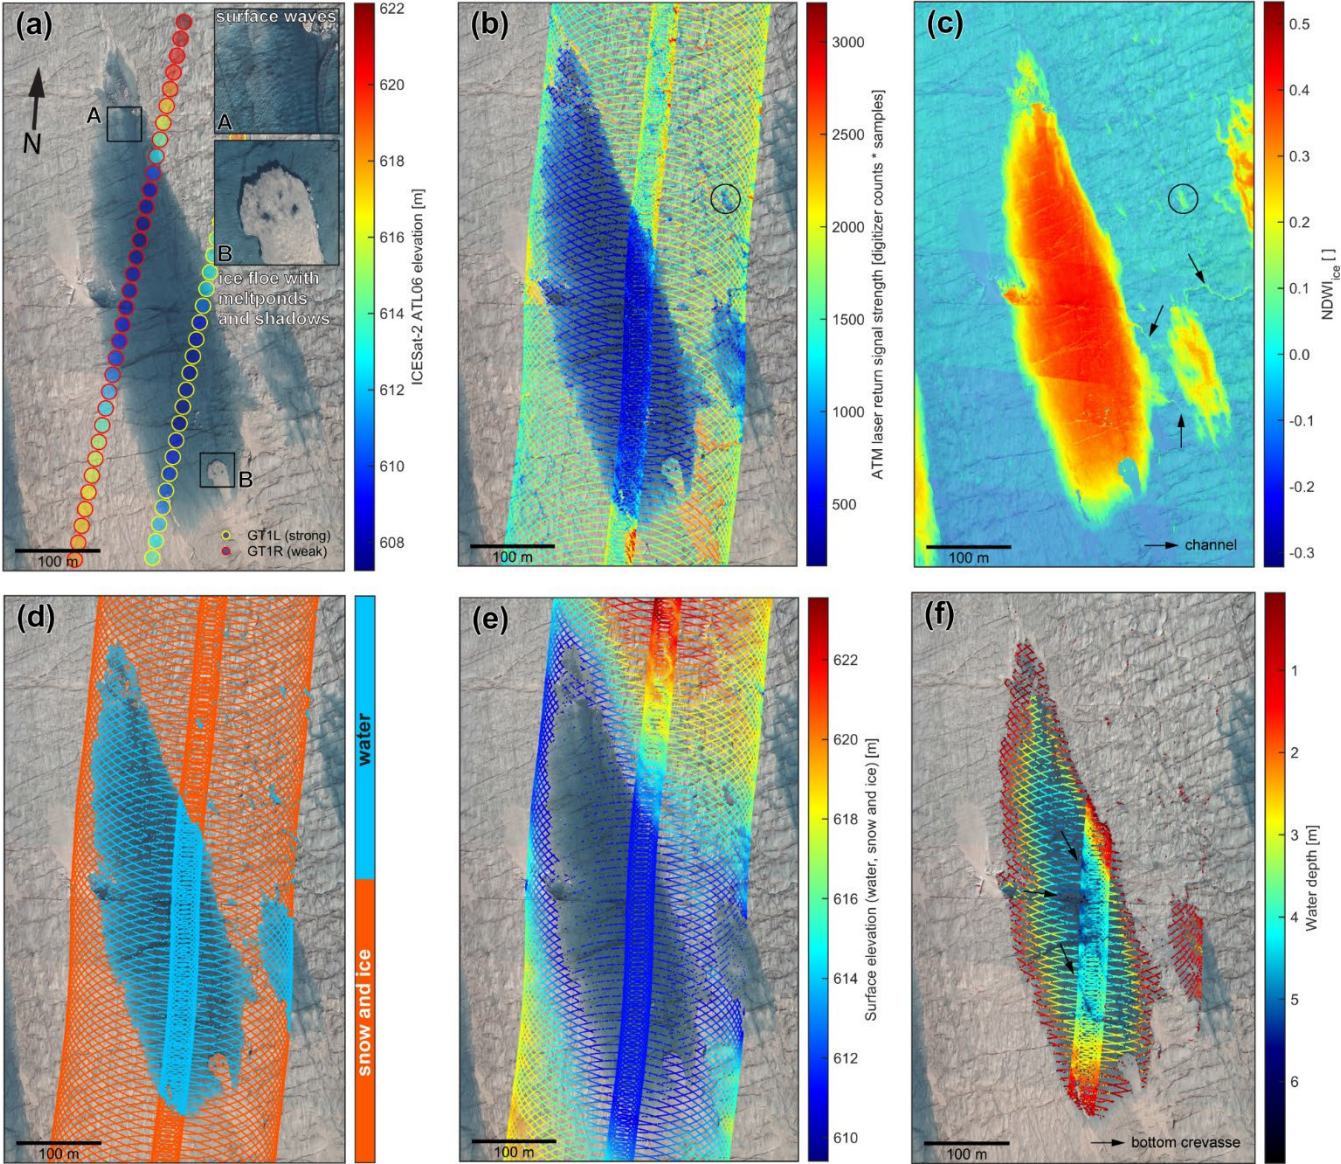 (a)
N
A
surface waves
A
B
ice floe with
meltponds
and shadows
B
GT1L (strong)
GT1R (weak)
100 m
622
620
618
616
614
612
610
608
ICESat-2 ATL06 elevation [m]
(b)
100 m
3000
2500
2000
1500
1000
500
ATM laser return signal strength [digitizer counts * samples]
(c)
100 m
channel
0.5
0.4
0.3
0.2
0.1
0.0
-0.1
-0.2
-0.3
NDWIice [ ]
(d)
100 m
water
snow and ice
(e)
100 m
622
620
618
616
614
612
610
Surface elevation (water, snow and ice) [m]
(f)
100 m
bottom crevasse
1
2
3
4
5
6
Water depth [m]